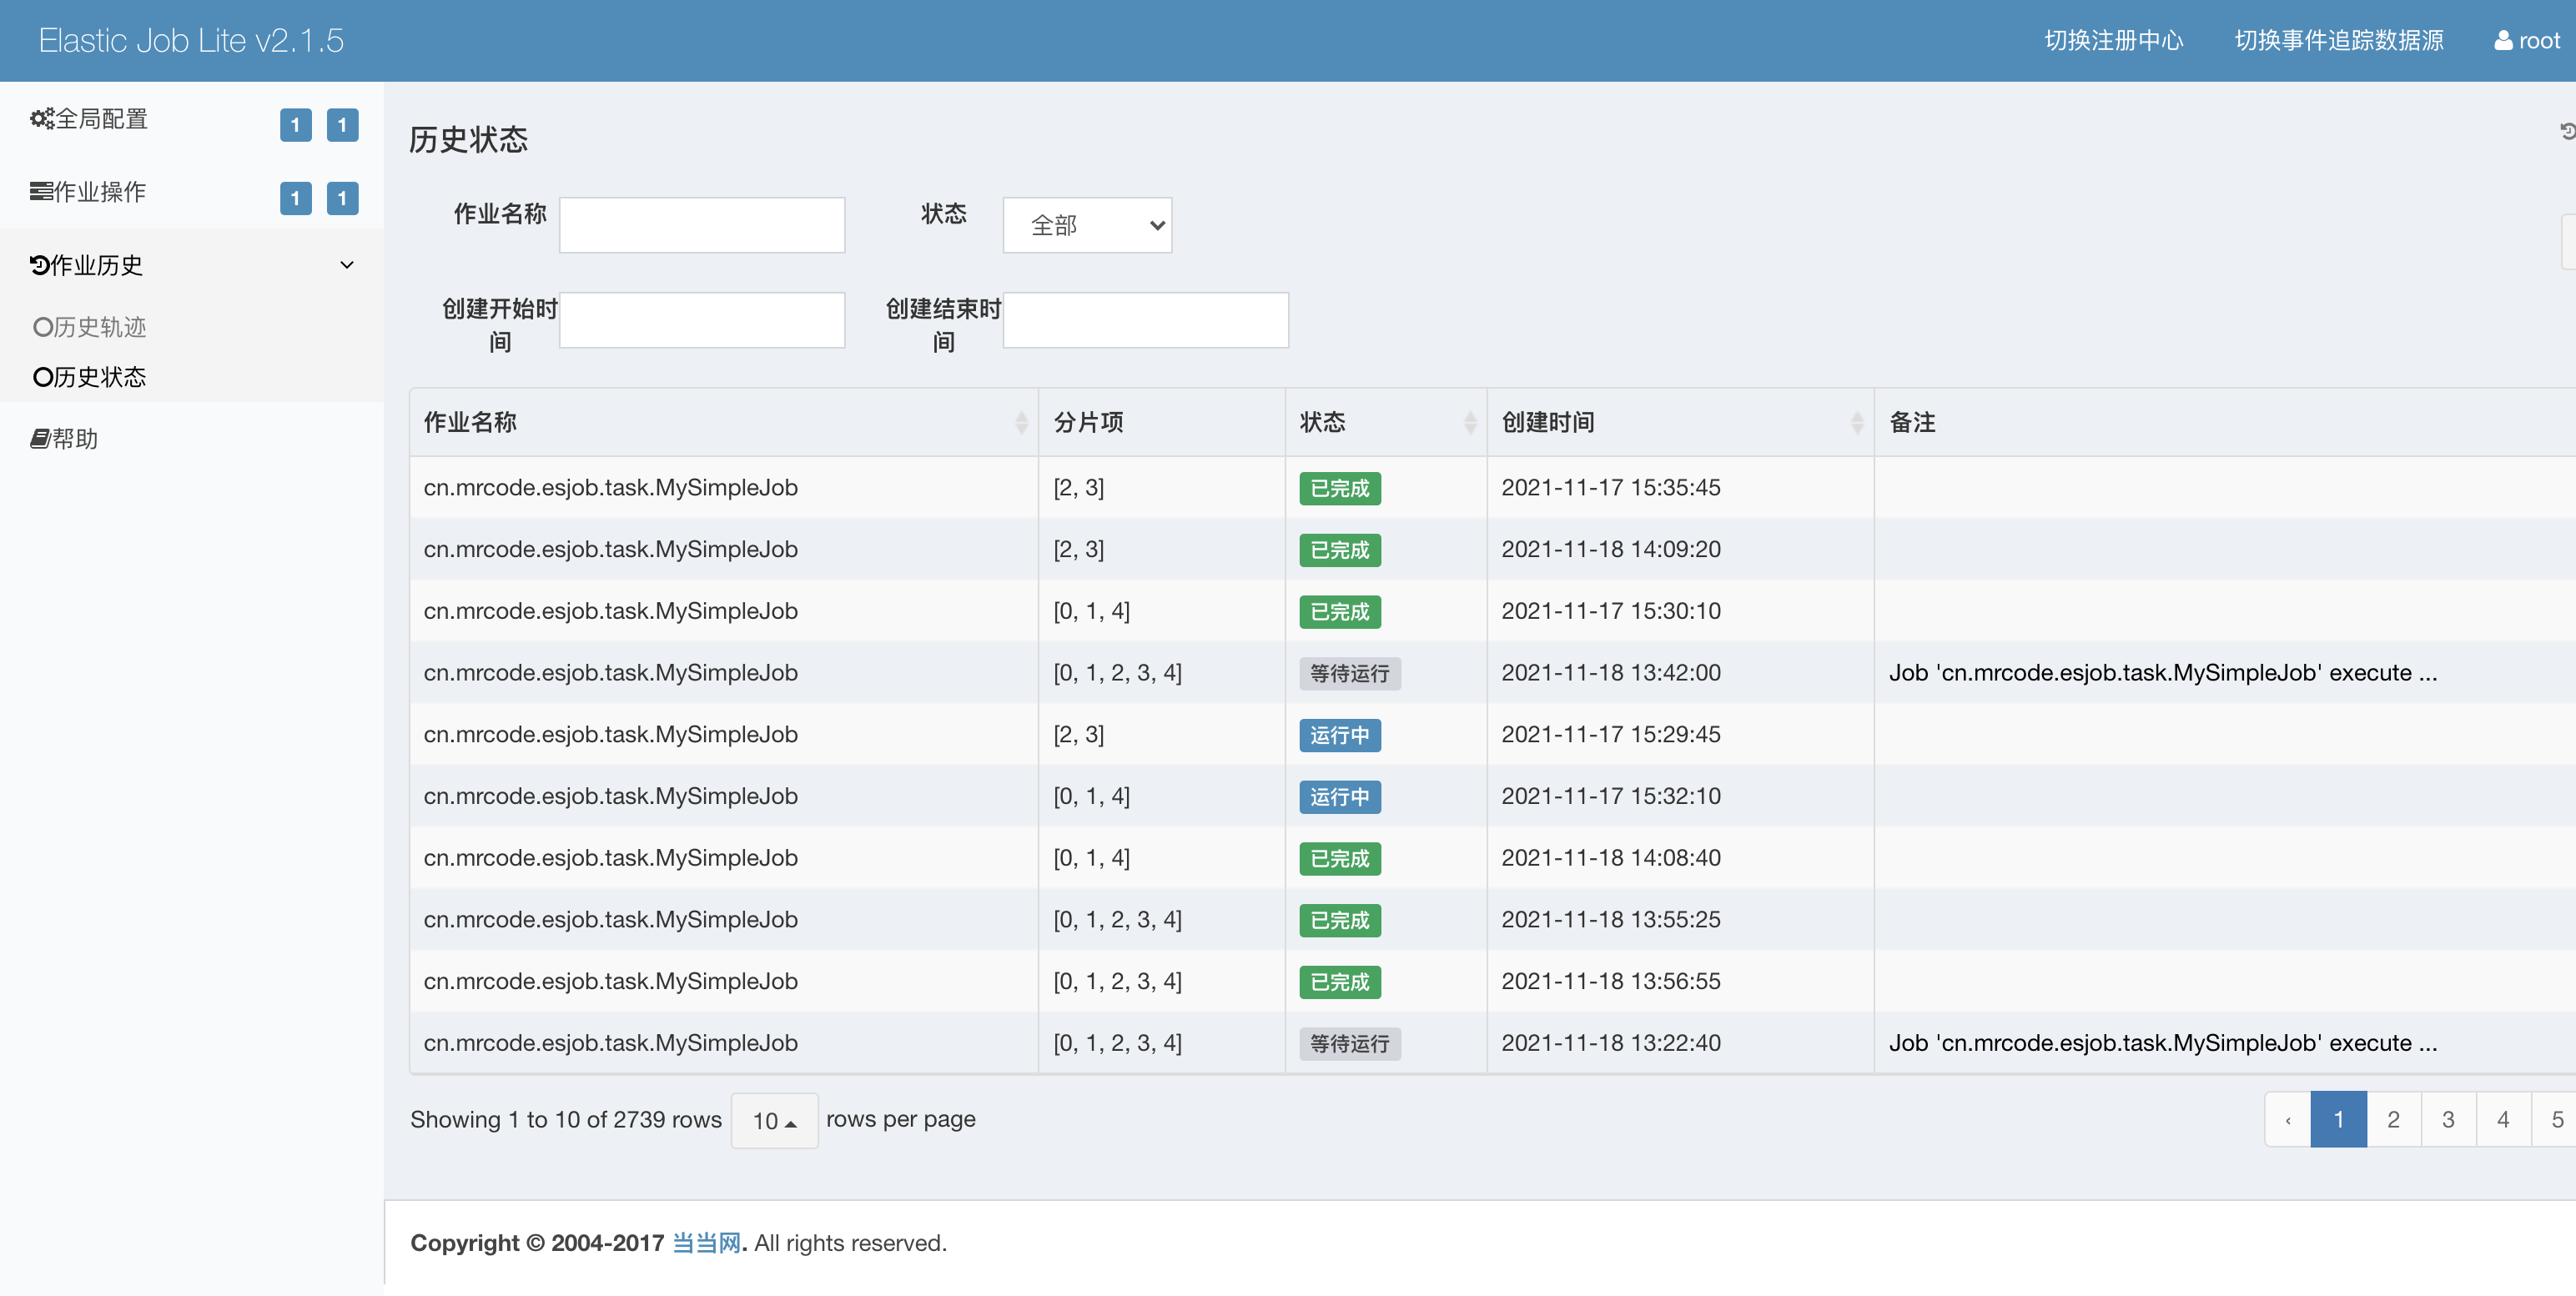 Elastic Job Lite v2.1.5
切换注册中心 切换事件追踪数据源 root
全局配置 1 1
作业操作 1 1
作业历史
历史轨迹
历史状态
帮助
历史状态
作业名称 状态 全部
创建开始时间 创建结束时间
作业名称 分片项 状态 创建时间 备注
cn.mrcode.esjob.task.MySimpleJob [2, 3] 已完成 2021-11-17 15:35:45
cn.mrcode.esjob.task.MySimpleJob [2, 3] 已完成 2021-11-18 14:09:20
cn.mrcode.esjob.task.MySimpleJob [0, 1, 4] 已完成 2021-11-17 15:30:10
cn.mrcode.esjob.task.MySimpleJob [0, 1, 2, 3, 4] 等待运行 2021-11-18 13:42:00 Job 'cn.mrcode.esjob.task.MySimpleJob' execute ...
cn.mrcode.esjob.task.MySimpleJob [2, 3] 运行中 2021-11-17 15:29:45
cn.mrcode.esjob.task.MySimpleJob [0, 1, 4] 运行中 2021-11-17 15:32:10
cn.mrcode.esjob.task.MySimpleJob [0, 1, 4] 已完成 2021-11-18 14:08:40
cn.mrcode.esjob.task.MySimpleJob [0, 1, 2, 3, 4] 已完成 2021-11-18 13:55:25
cn.mrcode.esjob.task.MySimpleJob [0, 1, 2, 3, 4] 已完成 2021-11-18 13:56:55
cn.mrcode.esjob.task.MySimpleJob [0, 1, 2, 3, 4] 等待运行 2021-11-18 13:22:40 Job 'cn.mrcode.esjob.task.MySimpleJob' execute ...
Showing 1 to 10 of 2739 rows 10 rows per page ‹ 1 2 3 4 5
Copyright © 2004-2017 当当网. All rights reserved.